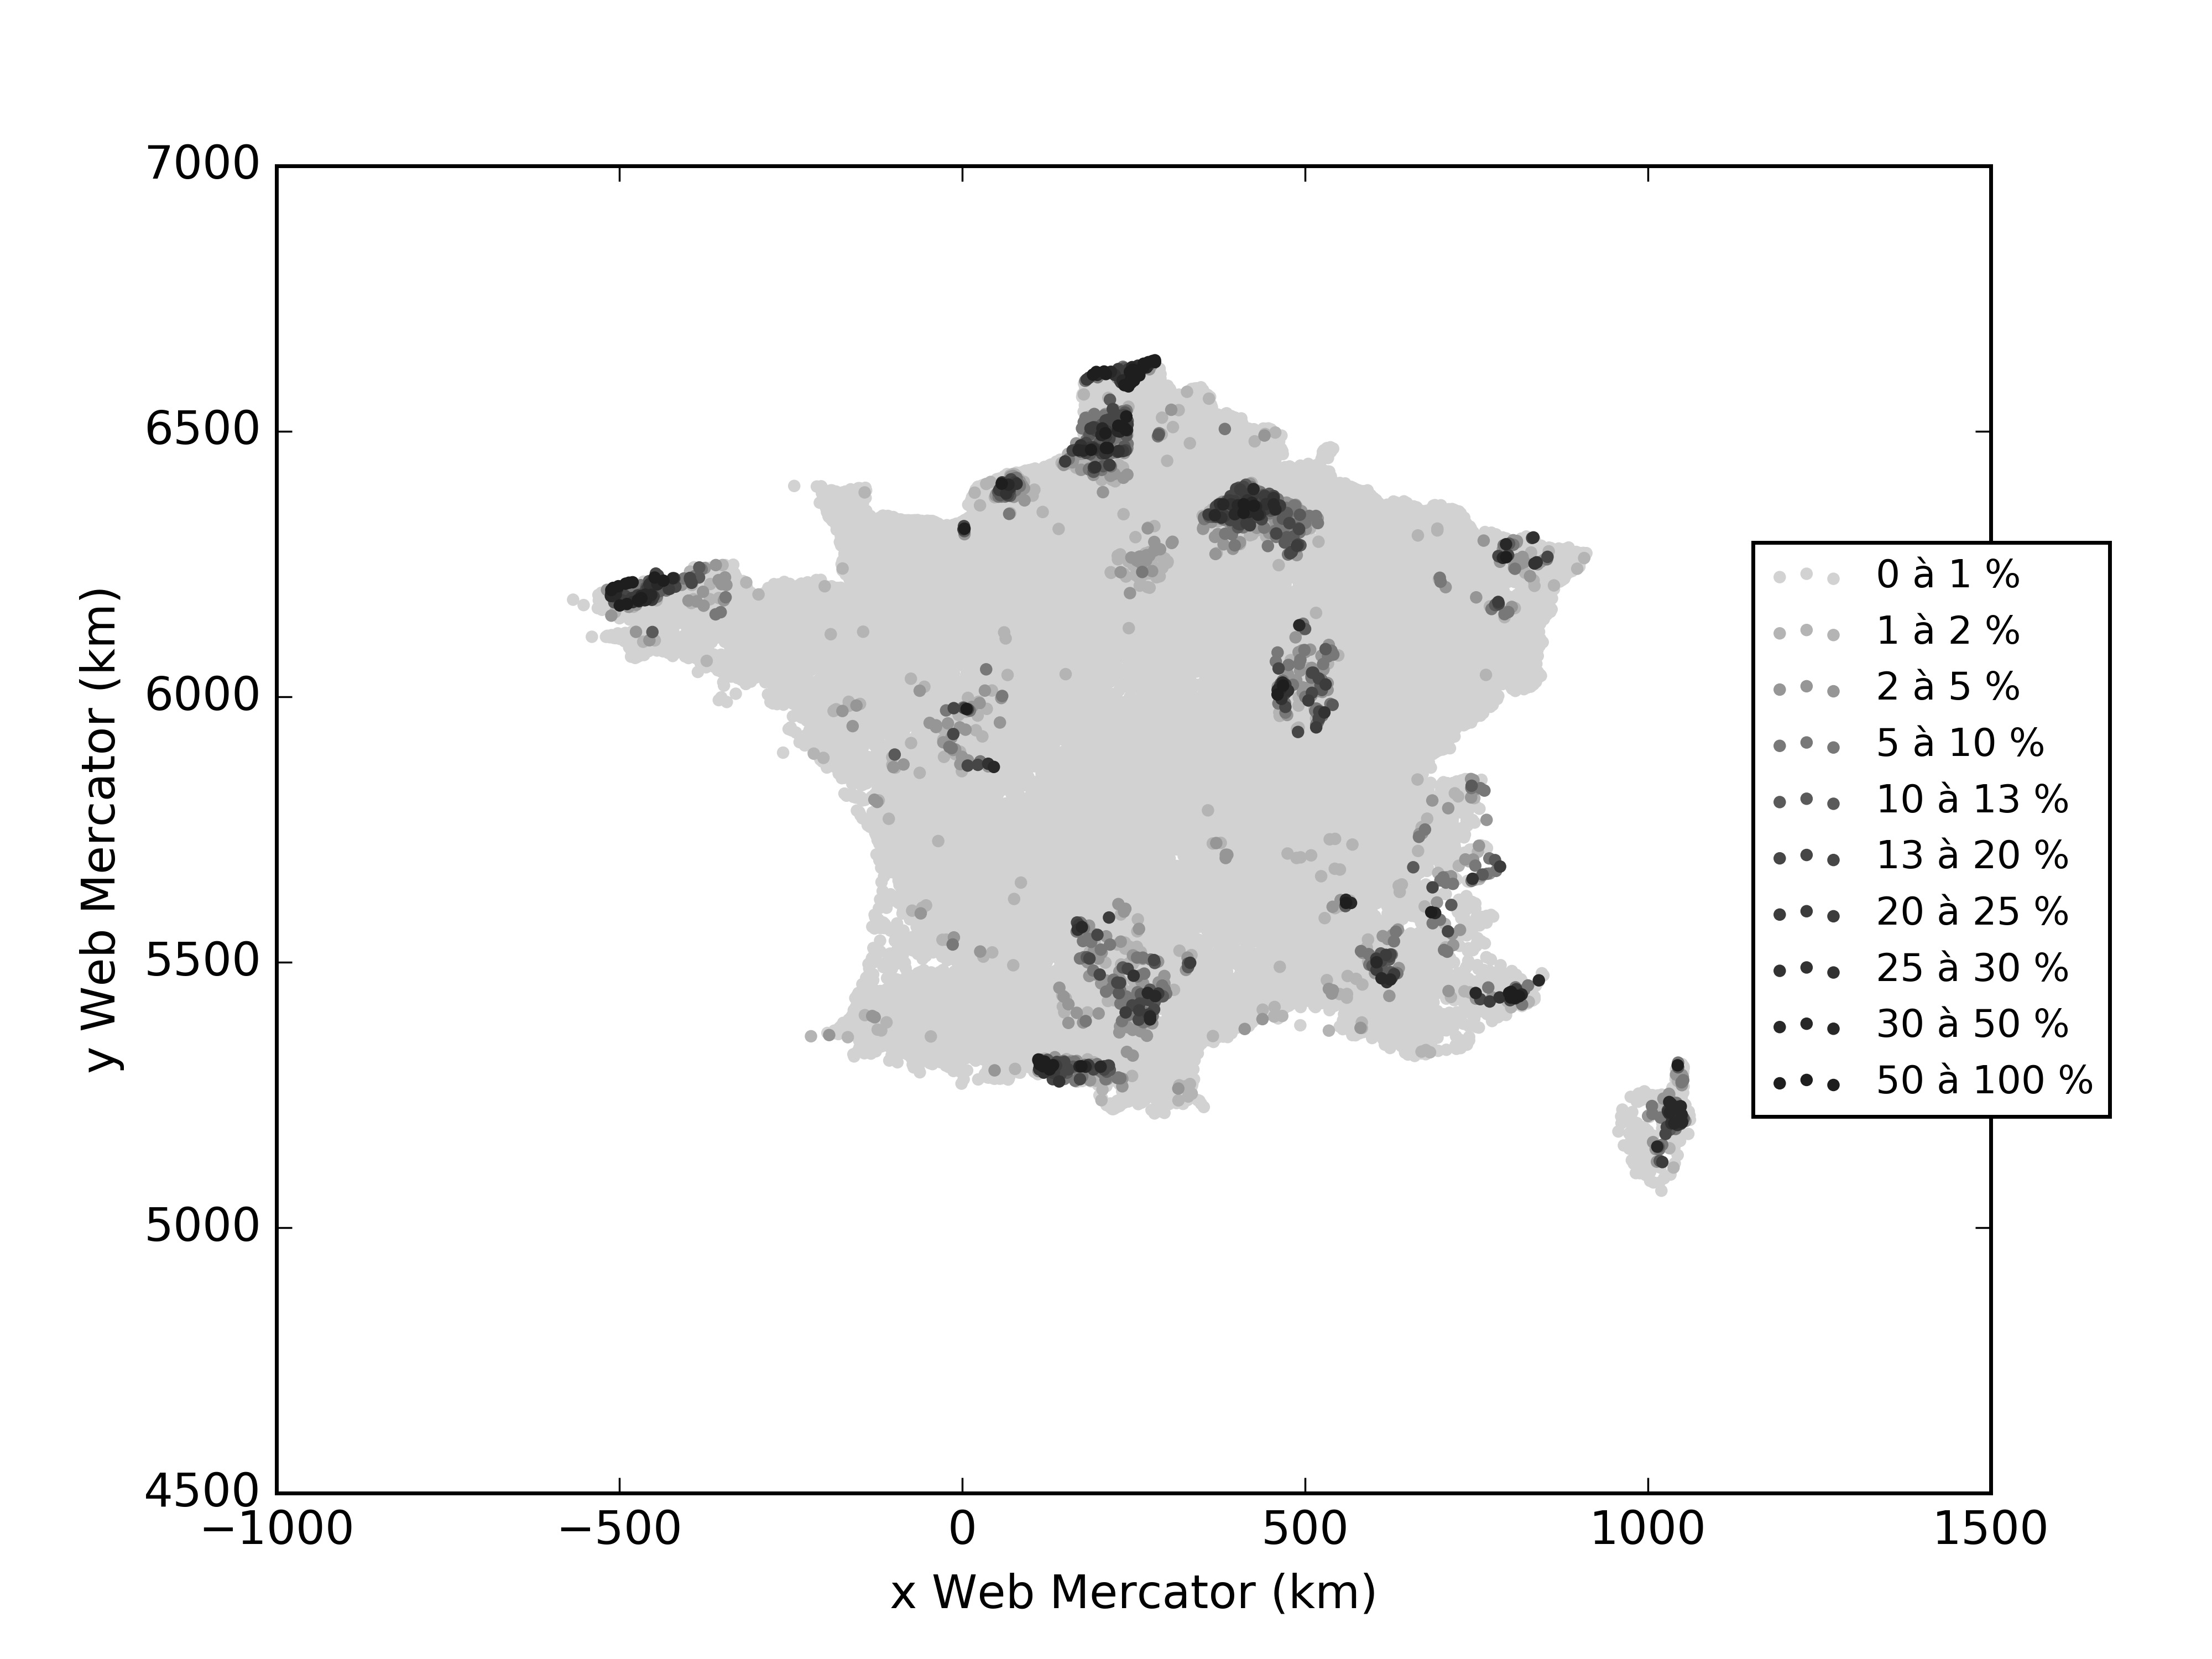 7000
6500
6000
5500
5000
4500
y Web Mercator (km)
−1000
−500
0
500
1000
1500
x Web Mercator (km)
0 à 1 %
1 à 2 %
2 à 5 %
5 à 10 %
10 à 13 %
13 à 20 %
20 à 25 %
25 à 30 %
30 à 50 %
50 à 100 %